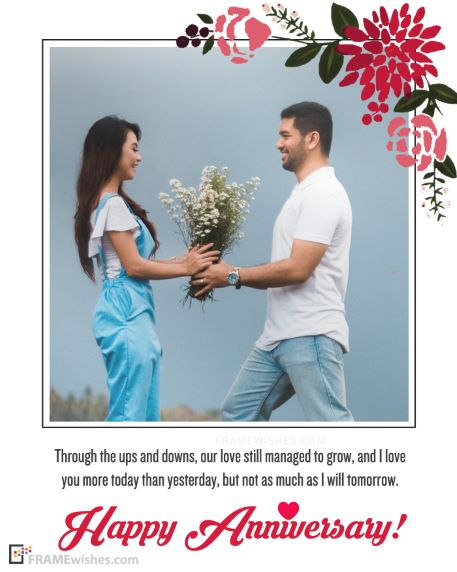 FRAMEWISHES.COM
Through the ups and downs, our love still managed to grow, and I love
you more today than yesterday, but not as much as I will tomorrow.
Happy Anniversary!
FRAMEwishes.com